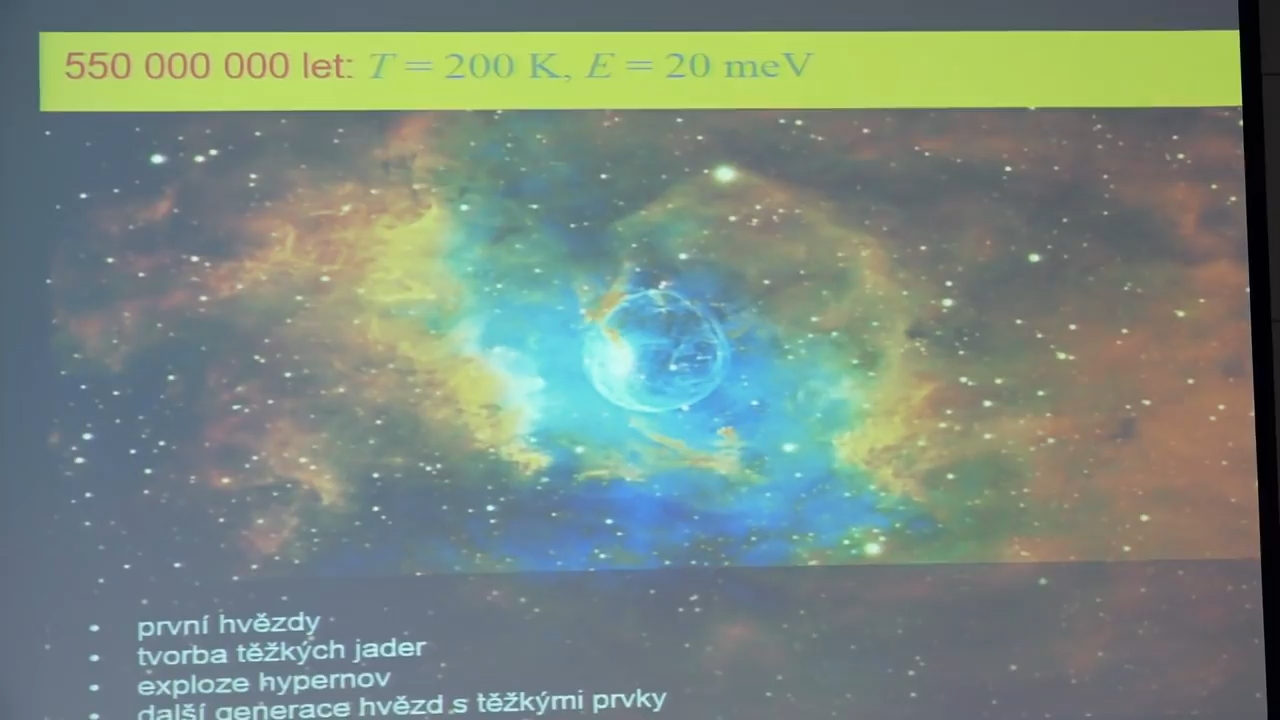 550 000 000 let: T = 200 K, E = 20 meV
• první hvězdy
• tvorba těžkých jader
• exploze hypernov
• další generace hvězd s těžkými prvky